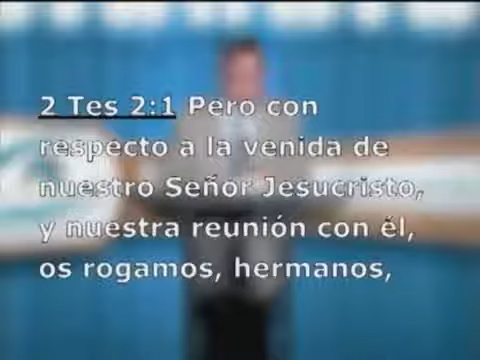 2 Tes 2:1 Pero con
respecto a la venida de
nuestro Señor Jesucristo,
y nuestra reunión con él,
os rogamos, hermanos,